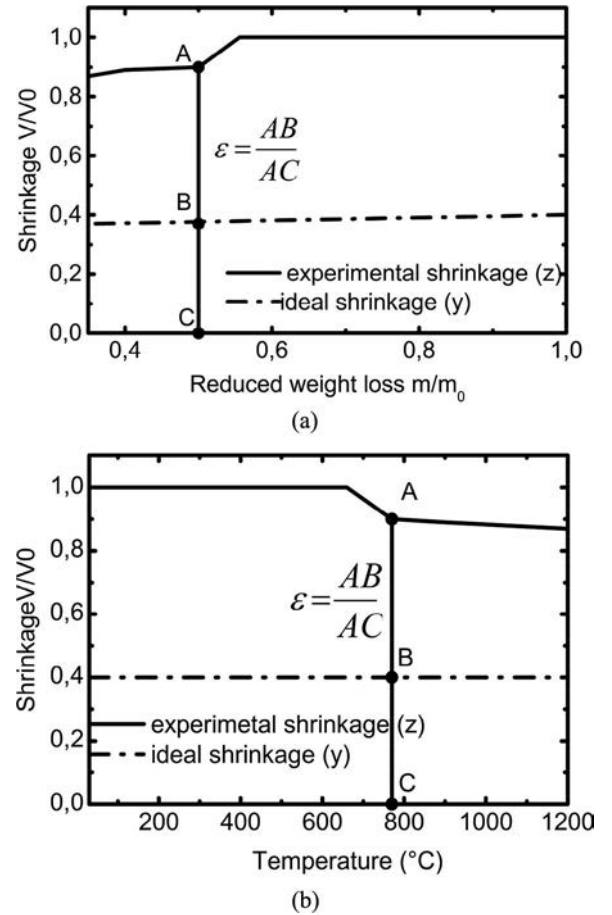 1,0
0,8
0,6
0,4
0,2
0,0
Shrinkage V/V0
A
B
C
ε = AB/AC
experimental shrinkage (z)
ideal shrinkage (y)
0,4 0,6 0,8 1,0
Reduced weight loss m/m₀
(a)
1,0
0,8
0,6
0,4
0,2
0,0
ShrinkageV/V0
A
B
C
ε = AB/AC
experimetal shrinkage (z)
ideal shrinkage (y)
200 400 600 800 1000 1200
Temperature (°C)
(b)